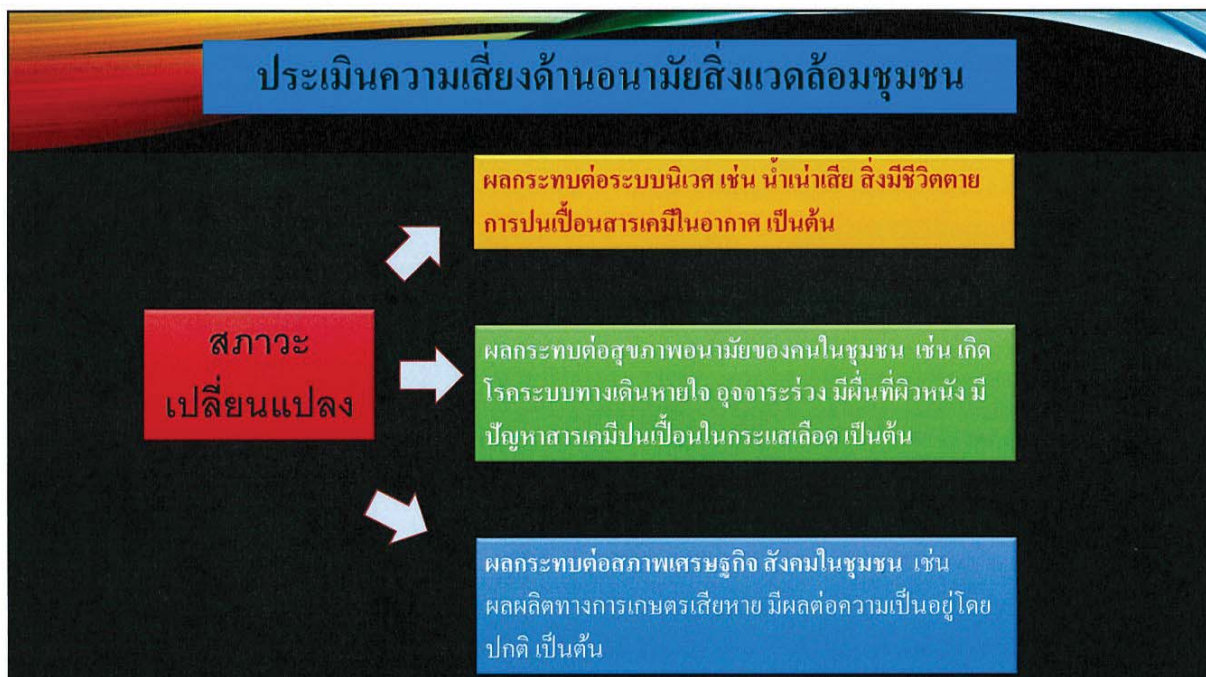 ประเมินความเสี่ยงด้านอนามัยสิ่งแวดล้อมชุมชน
ผลกระทบต่อระบบนิเวศ เช่น น้ำเน่าเสีย สิ่งมีชีวิตตาย
การปนเปื้อนสารเคมีในอากาศ เป็นต้น
สภาวะ
เปลี่ยนแปลง
ผลกระทบต่อสุขภาพอนามัยของคนในชุมชน เช่น เกิด
โรคระบบทางเดินหายใจ อุจจาระร่วง มีผื่นที่ผิวหนัง มี
ปัญหาสารเคมีปนเปื้อนในกระแสเลือด เป็นต้น
ผลกระทบต่อสภาพเศรษฐกิจ สังคมในชุมชน เช่น
ผลผลิตทางการเกษตรเสียหาย มีผลต่อความเป็นอยู่โดย
ปกติ เป็นต้น